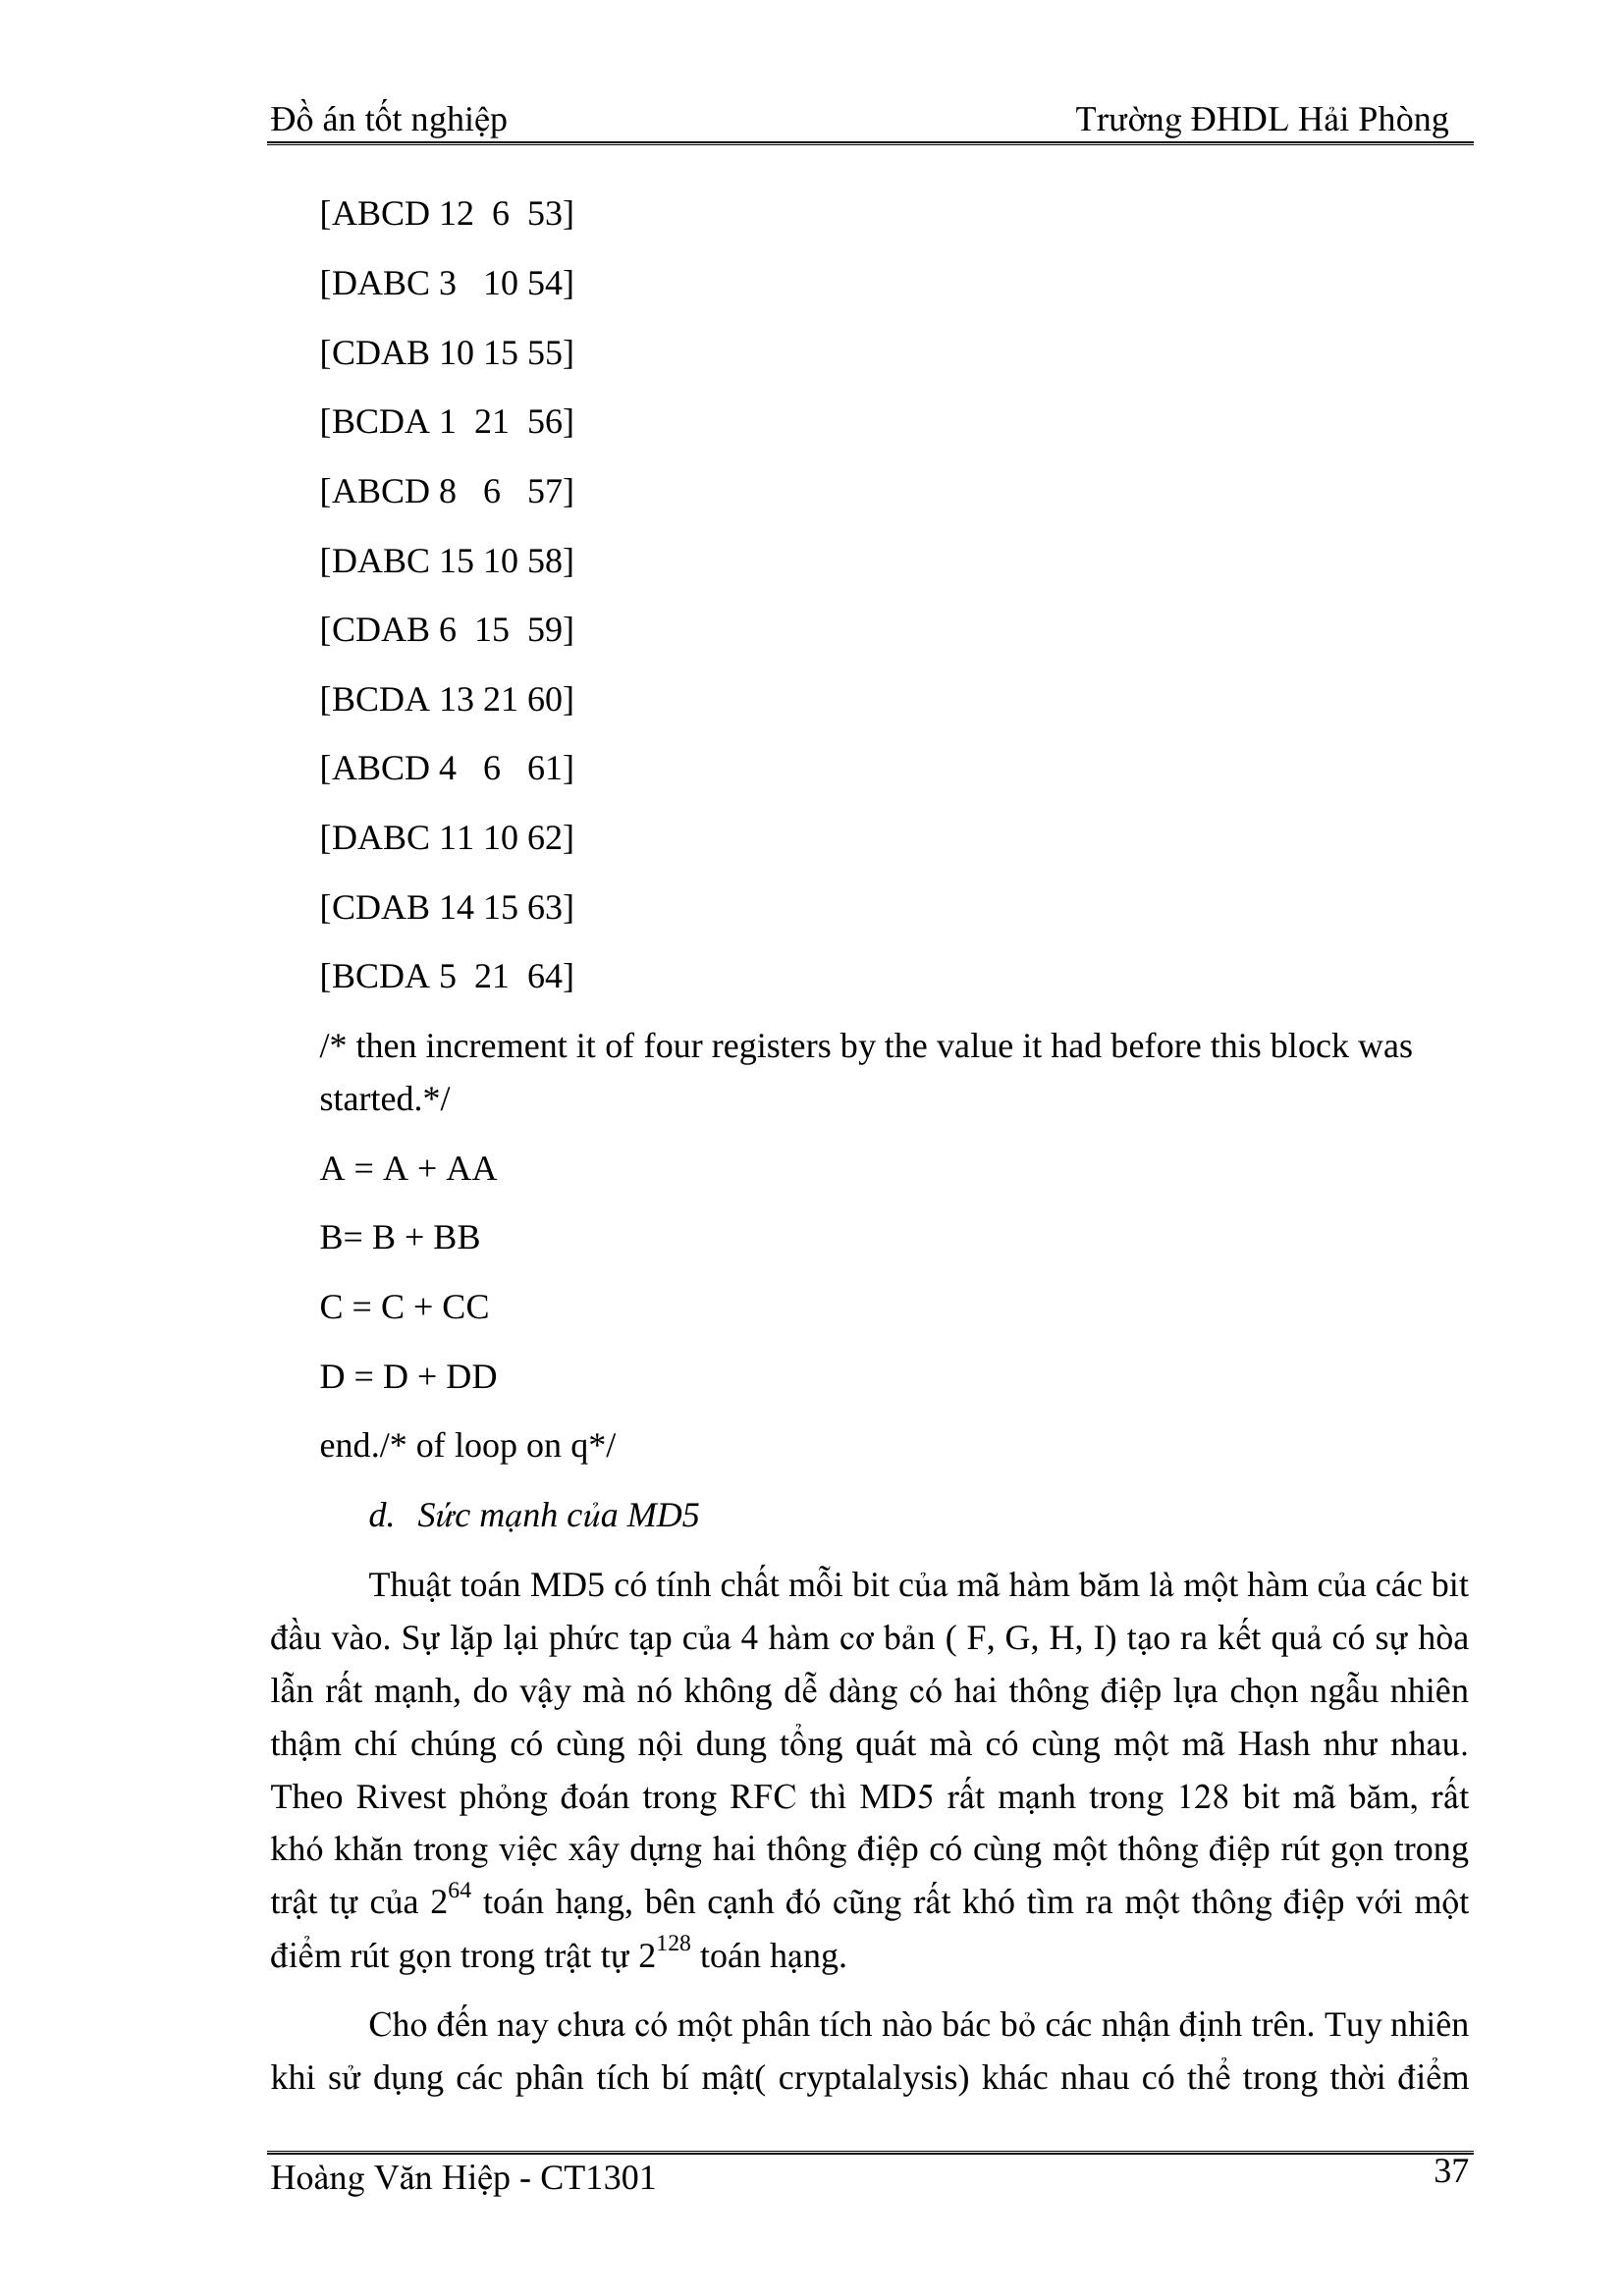 Đồ án tốt nghiệp Trường ĐHDL Hải Phòng
[ABCD 12 6 53]
[DABC 3 10 54]
[CDAB 10 15 55]
[BCDA 1 21 56]
[ABCD 8 6 57]
[DABC 15 10 58]
[CDAB 6 15 59]
[BCDA 13 21 60]
[ABCD 4 6 61]
[DABC 11 10 62]
[CDAB 14 15 63]
[BCDA 5 21 64]
/* then increment it of four registers by the value it had before this block was
started.*/
A = A + AA
B= B + BB
C = C + CC
D = D + DD
end./* of loop on q*/
d. Sức mạnh của MD5
Thuật toán MD5 có tính chất mỗi bit của mã hàm băm là một hàm của các bit
đầu vào. Sự lặp lại phức tạp của 4 hàm cơ bản ( F, G, H, I) tạo ra kết quả có sự hòa
lẫn rất mạnh, do vậy mà nó không dễ dàng có hai thông điệp lựa chọn ngẫu nhiên
thậm chí chúng có cùng nội dung tổng quát mà có cùng một mã Hash như nhau.
Theo Rivest phỏng đoán trong RFC thì MD5 rất mạnh trong 128 bit mã băm, rất
khó khăn trong việc xây dựng hai thông điệp có cùng một thông điệp rút gọn trong
trật tự của 2^64 toán hạng, bên cạnh đó cũng rất khó tìm ra một thông điệp với một
điểm rút gọn trong trật tự 2^128 toán hạng.
Cho đến nay chưa có một phân tích nào bác bỏ các nhận định trên. Tuy nhiên
khi sử dụng các phân tích bí mật( cryptalalysis) khác nhau có thể trong thời điểm
Hoàng Văn Hiệp - CT1301 37